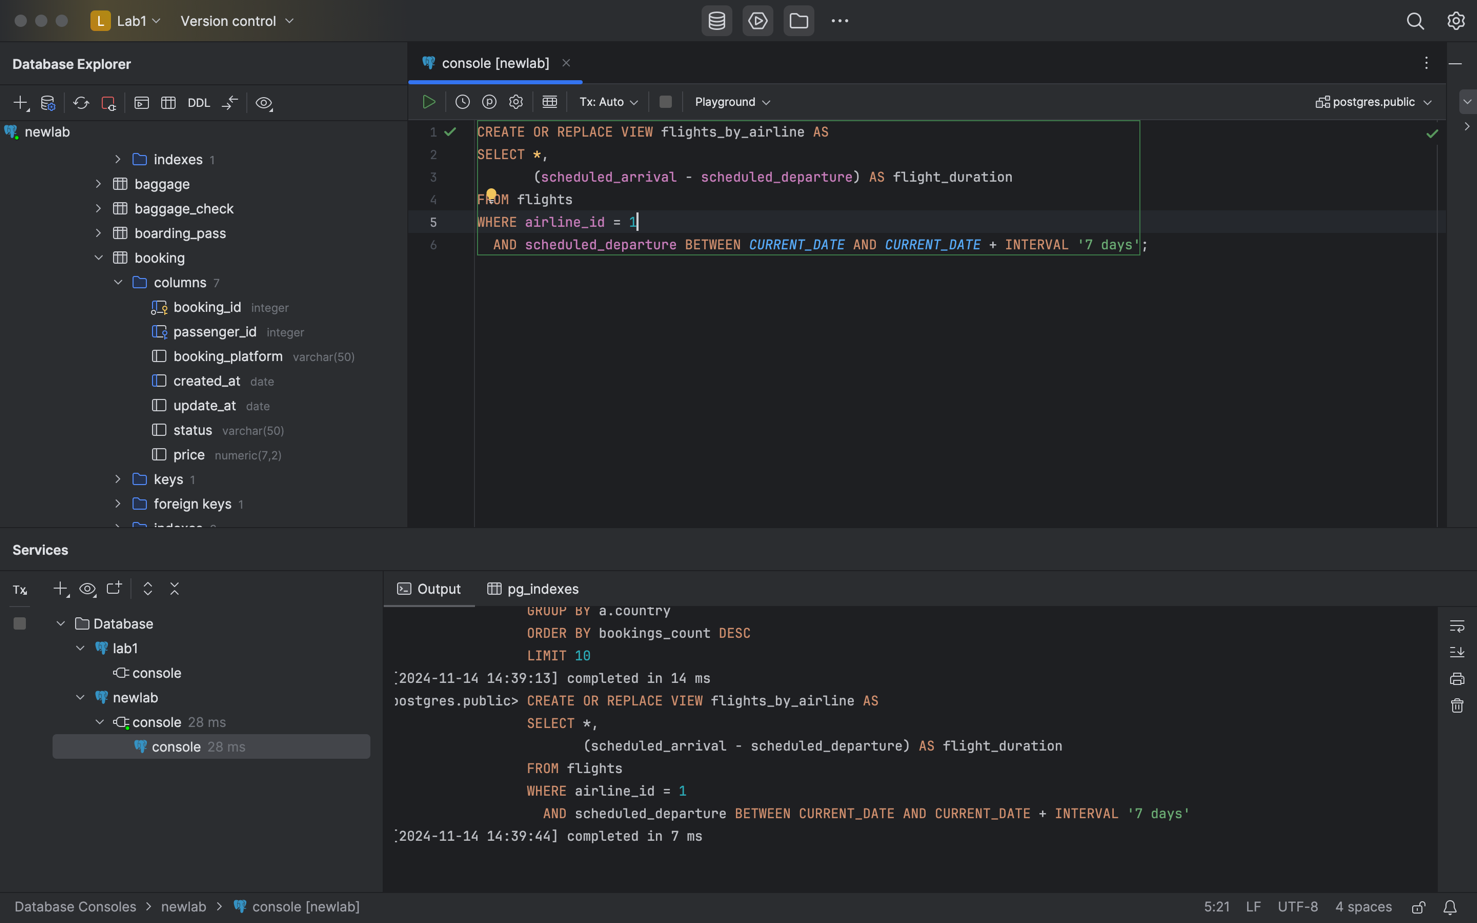 L Lab1 Version control
Database Explorer
console [newlab]
DDL
Tx: Auto
Playground
postgres.public
newlab
indexes 1
baggage
baggage_check
boarding_pass
booking
columns 7
booking_id integer
passenger_id integer
booking_platform varchar(50)
created_at date
update_at date
status varchar(50)
price numeric(7,2)
keys 1
foreign keys 1
1 CREATE OR REPLACE VIEW flights_by_airline AS
2 SELECT *,
3 (scheduled_arrival - scheduled_departure) AS flight_duration
4 FROM flights
5 WHERE airline_id = 1
6 AND scheduled_departure BETWEEN CURRENT_DATE AND CURRENT_DATE + INTERVAL '7 days';
Services
Tx
Database
lab1
console
newlab
console 28 ms
console 28 ms
Output
pg_indexes
GROUP BY a.country
ORDER BY bookings_count DESC
LIMIT 10
[2024-11-14 14:39:13] completed in 14 ms
postgres.public> CREATE OR REPLACE VIEW flights_by_airline AS
SELECT *,
(scheduled_arrival - scheduled_departure) AS flight_duration
FROM flights
WHERE airline_id = 1
AND scheduled_departure BETWEEN CURRENT_DATE AND CURRENT_DATE + INTERVAL '7 days'
[2024-11-14 14:39:44] completed in 7 ms
Database Consoles > newlab > console [newlab]
5:21 LF UTF-8 4 spaces